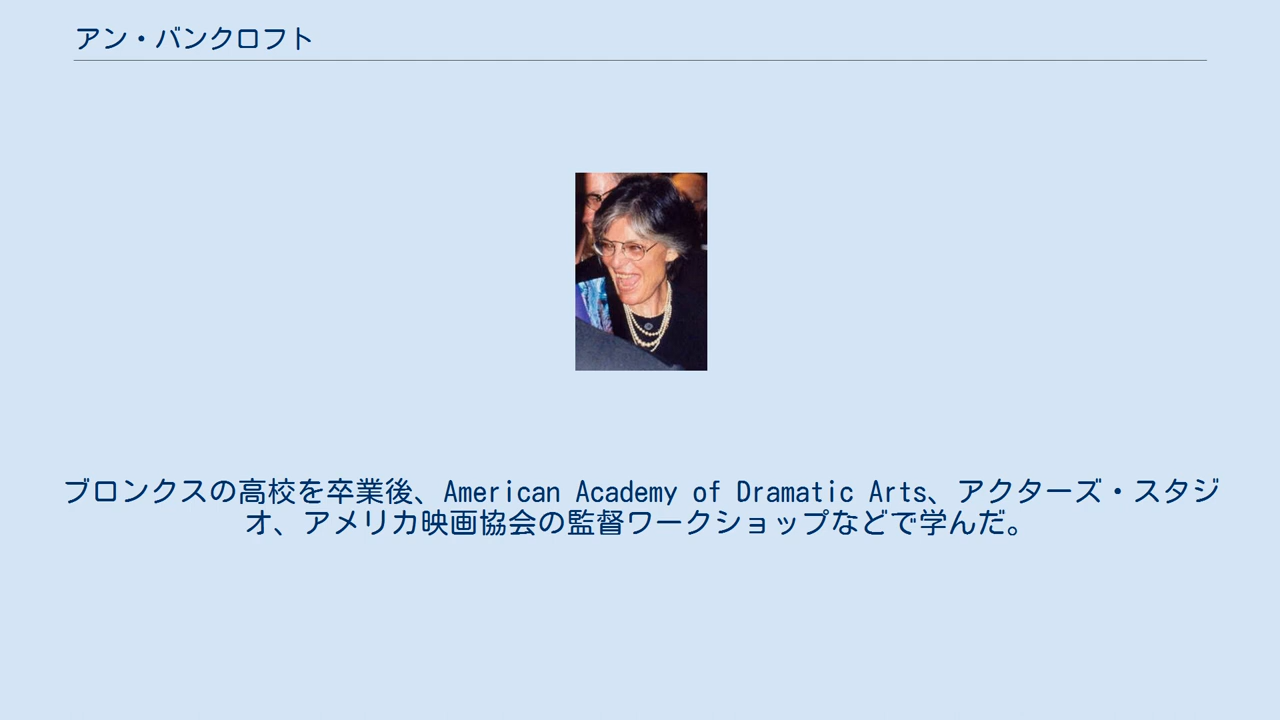 アン・バンクロフト
ブロンクスの高校を卒業後、American Academy of Dramatic Arts、アクターズ・スタジ
オ、アメリカ映画協会の監督ワークショップなどで学んだ。